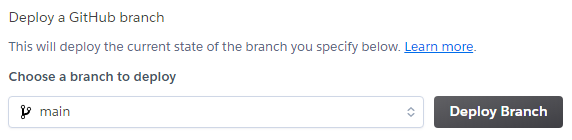 Deploy a GitHub branch
This will deploy the current state of the branch you specify below. Learn more.
Choose a branch to deploy
main
Deploy Branch